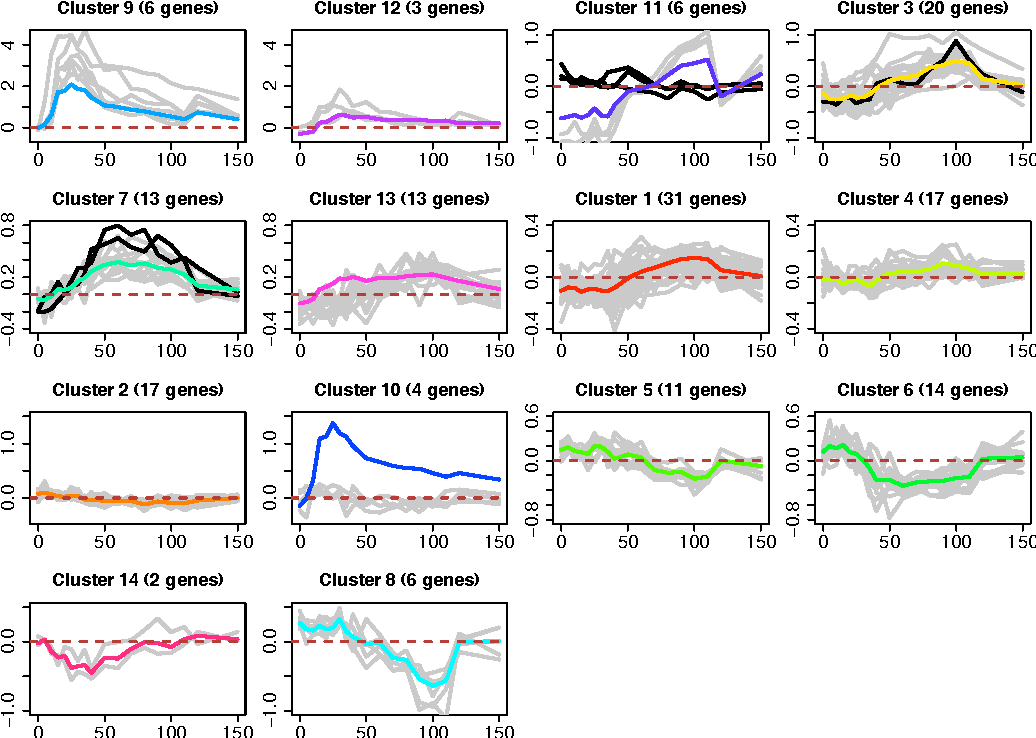 Cluster 9 (6 genes) Cluster 12 (3 genes) Cluster 11 (6 genes) Cluster 3 (20 genes)
0 2 4 0 2 4 −1.0 0.0 1.0 −1.0 0.0 1.0
0 50 100 150 0 50 100 150 0 50 100 150 0 50 100 150
Cluster 7 (13 genes) Cluster 13 (13 genes) Cluster 1 (31 genes) Cluster 4 (17 genes)
−0.4 0.2 0.8 −0.4 0.2 0.8 −0.4 0.0 0.4 −0.4 0.0 0.4
0 50 100 150 0 50 100 150 0 50 100 150 0 50 100 150
Cluster 2 (17 genes) Cluster 10 (4 genes) Cluster 5 (11 genes) Cluster 6 (14 genes)
0.0 1.0 0.0 1.0 −0.8 0.0 0.6 −0.8 0.0 0.6
0 50 100 150 0 50 100 150 0 50 100 150 0 50 100 150
Cluster 14 (2 genes) Cluster 8 (6 genes)
−1.0 0.0 −1.0 0.0
0 50 100 150 0 50 100 150